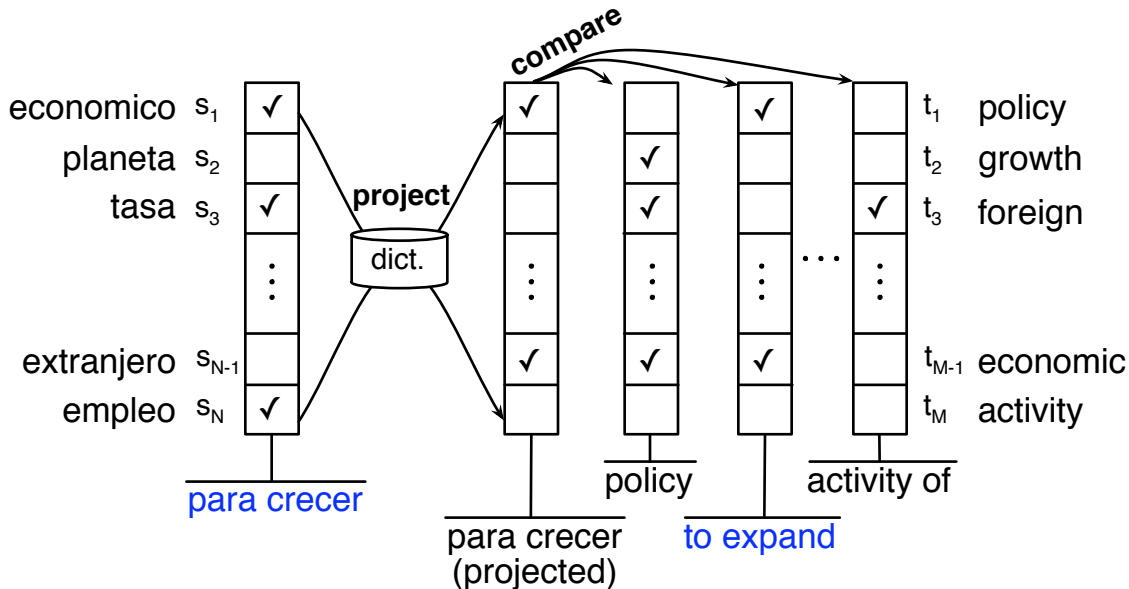 compare
economico s1 ✓ ✓ ✓ t1 policy
planeta s2 ✓ t2 growth
project
tasa s3 ✓ ✓ ✓ t3 foreign
dict.
extranjero sN-1 ✓ ✓ ✓ tM-1 economic
empleo sN ✓ tM activity
para crecer
policy
activity of
para crecer
(projected)
to expand